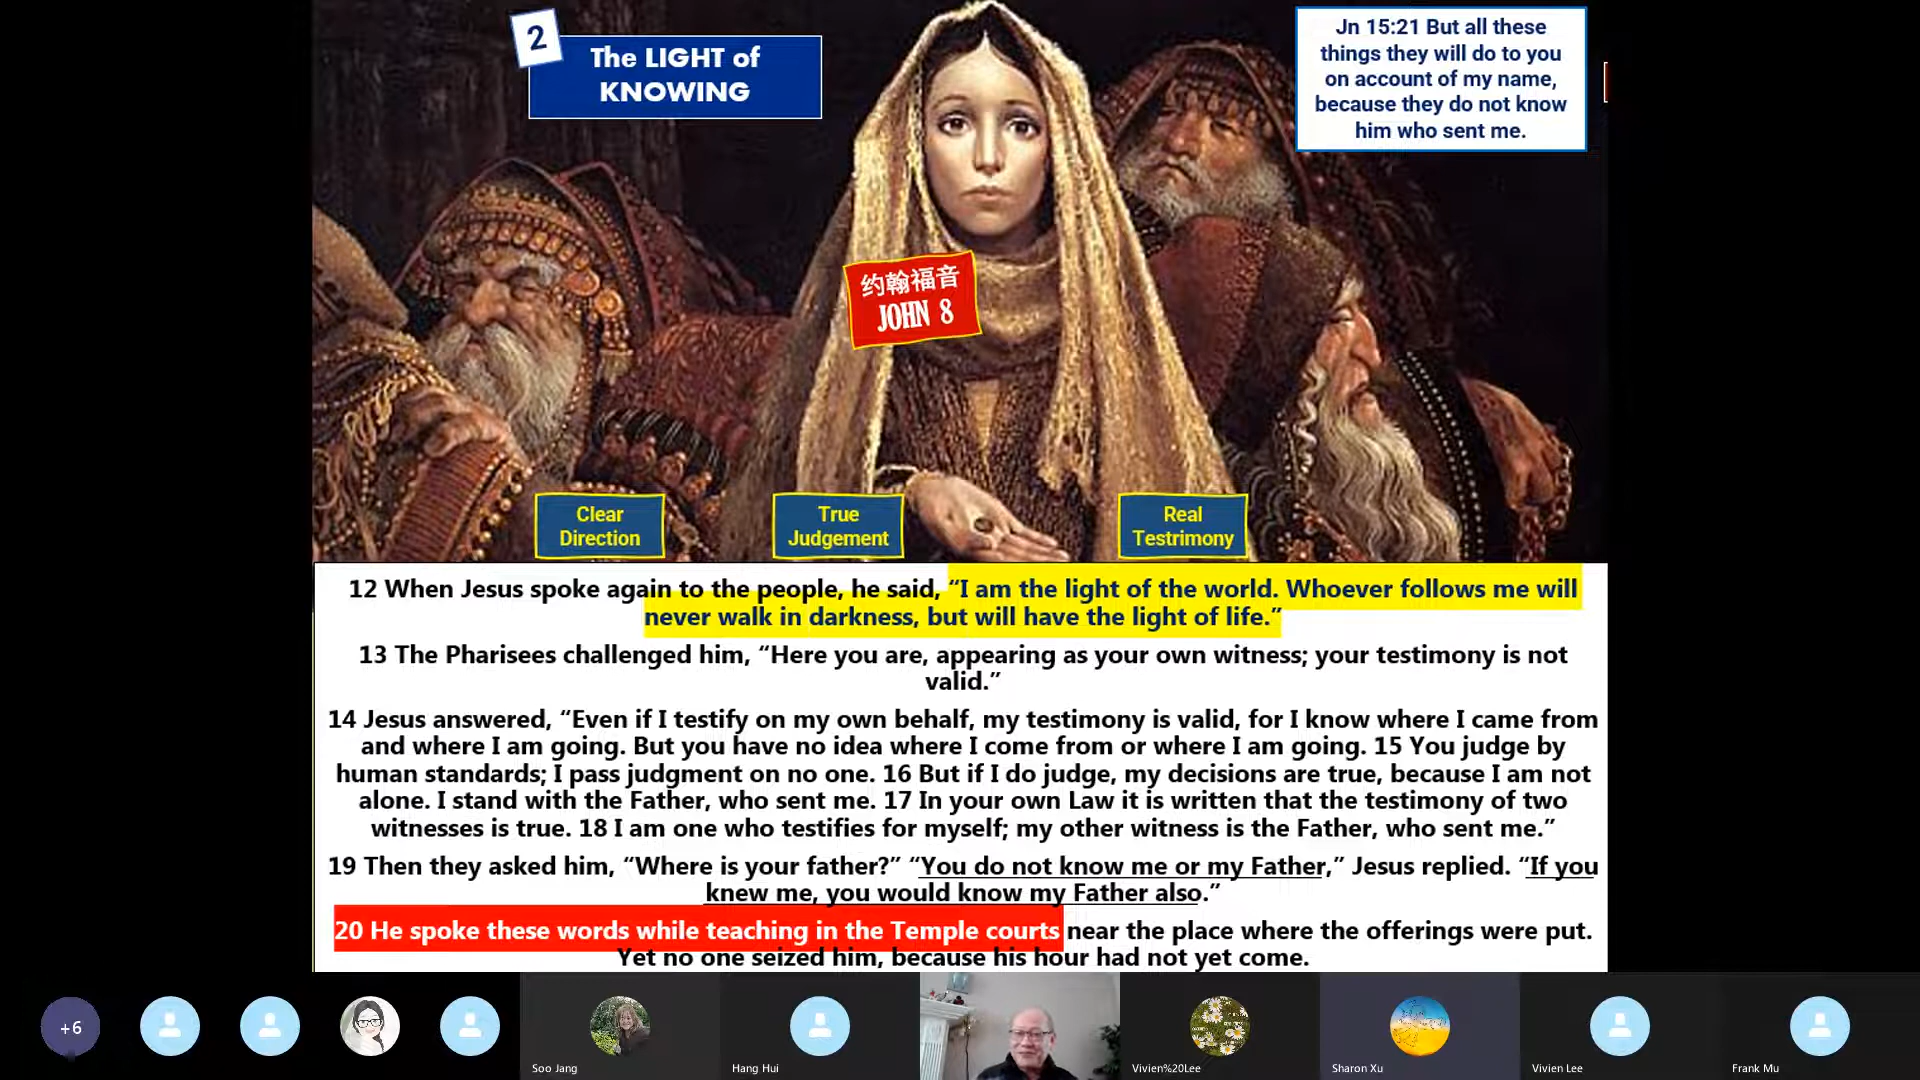 2
The LIGHT of
KNOWING
Jn 15:21 But all these
things they will do to you
on account of my name,
because they do not know
him who sent me.
约翰福音
JOHN 8
Clear
Direction
True
Judgement
Real
Testrimony
12 When Jesus spoke again to the people, he said, “I am the light of the world. Whoever follows me will
never walk in darkness, but will have the light of life.”
13 The Pharisees challenged him, “Here you are, appearing as your own witness; your testimony is not
valid.”
14 Jesus answered, “Even if I testify on my own behalf, my testimony is valid, for I know where I came from
and where I am going. But you have no idea where I come from or where I am going. 15 You judge by
human standards; I pass judgment on no one. 16 But if I do judge, my decisions are true, because I am not
alone. I stand with the Father, who sent me. 17 In your own Law it is written that the testimony of two
witnesses is true. 18 I am one who testifies for myself; my other witness is the Father, who sent me.”
19 Then they asked him, “Where is your father?” “You do not know me or my Father,” Jesus replied. “If you
knew me, you would know my Father also.”
20 He spoke these words while teaching in the Temple courts near the place where the offerings were put.
Yet no one seized him, because his hour had not yet come.
+6
Soo Jang
Hang Hui
Vivien%20Lee
Sharon Xu
Vivien Lee
Frank Mu